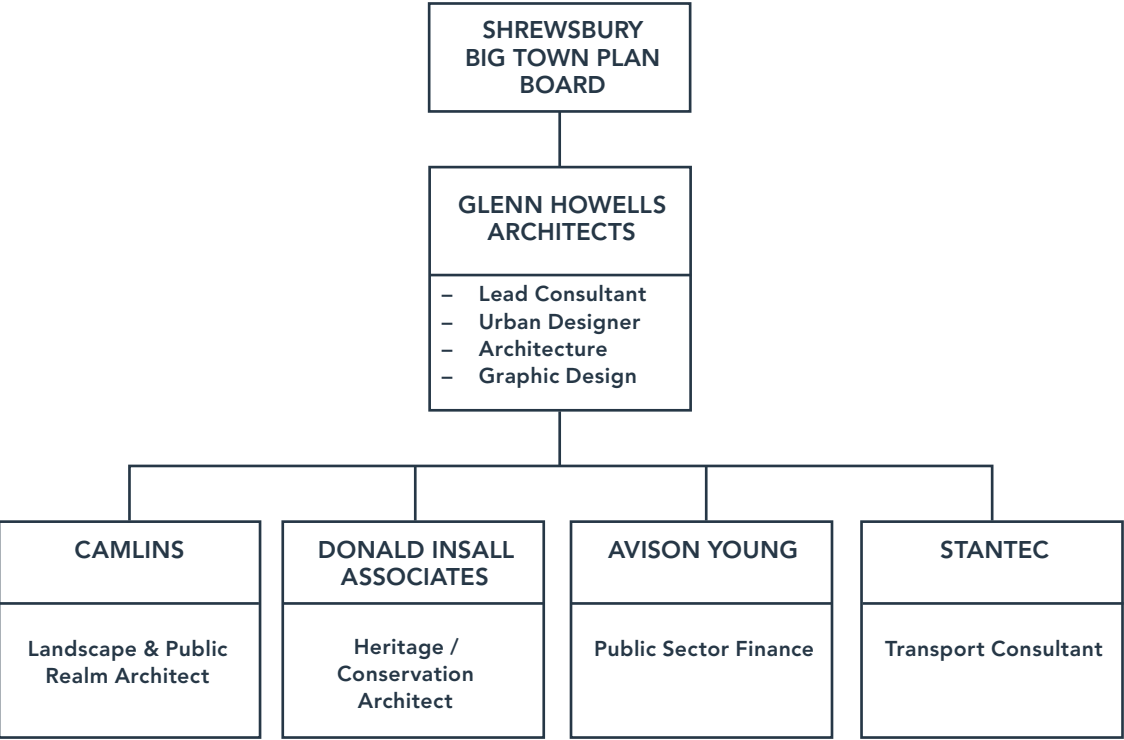 SHREWSBURY
BIG TOWN PLAN
BOARD
GLENN HOWELLS
ARCHITECTS
– Lead Consultant
– Urban Designer
– Architecture
– Graphic Design
CAMLINS
Landscape & Public
Realm Architect
DONALD INSALL
ASSOCIATES
Heritage /
Conservation
Architect
AVISON YOUNG
Public Sector Finance
STANTEC
Transport Consultant